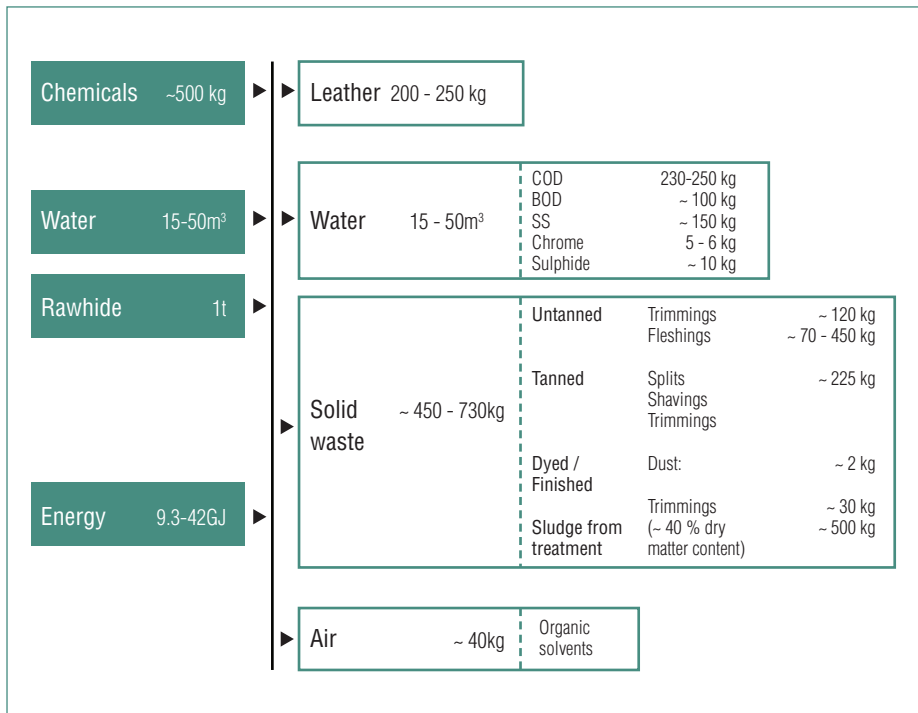 Chemicals ~500 kg
Leather 200 - 250 kg
Water 15-50m³
Water 15 - 50m³
COD 230-250 kg
BOD ~ 100 kg
SS ~ 150 kg
Chrome 5 - 6 kg
Sulphide ~ 10 kg
Rawhide 1t
Solid
waste
~ 450 - 730kg
Untanned Trimmings ~ 120 kg
Fleshings ~ 70 - 450 kg
Tanned Splits ~ 225 kg
Shavings
Trimmings
Dyed / Dust: ~ 2 kg
Finished
Trimmings ~ 30 kg
Sludge from (~ 40 % dry ~ 500 kg
treatment matter content)
Energy 9.3-42GJ
Air ~ 40kg
Organic
solvents